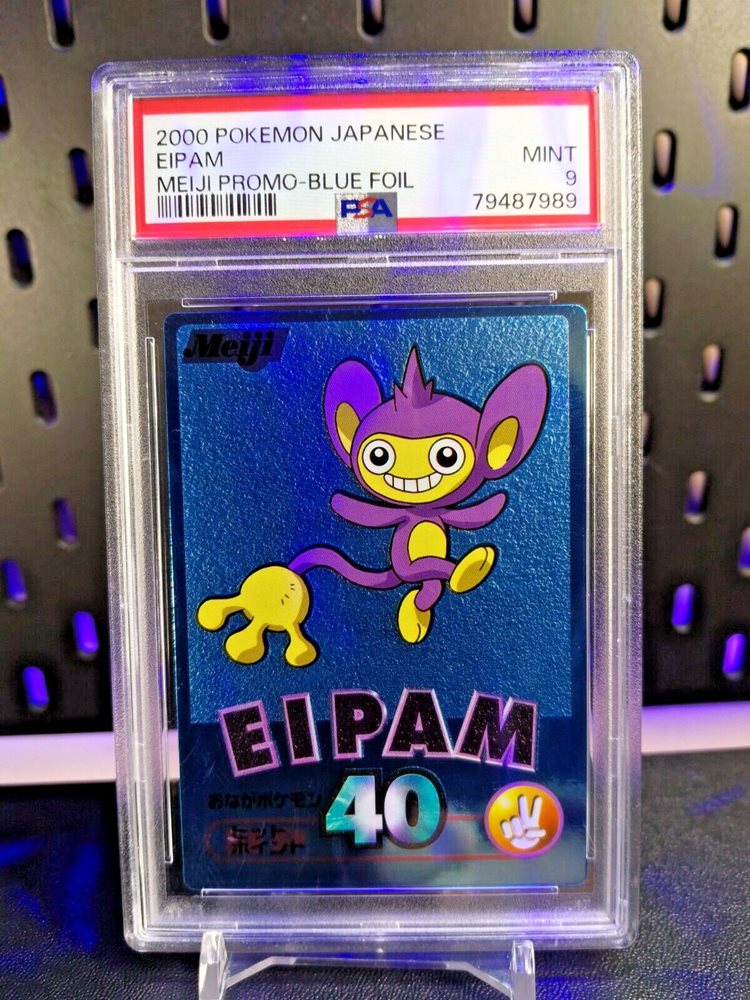 2000 POKEMON JAPANESE
EIPAM MINT
MEIJI PROMO-BLUE FOIL 9
79487989
PSA
Meiji
EIPAM
おながポケモン 40
ヒット
ポイント